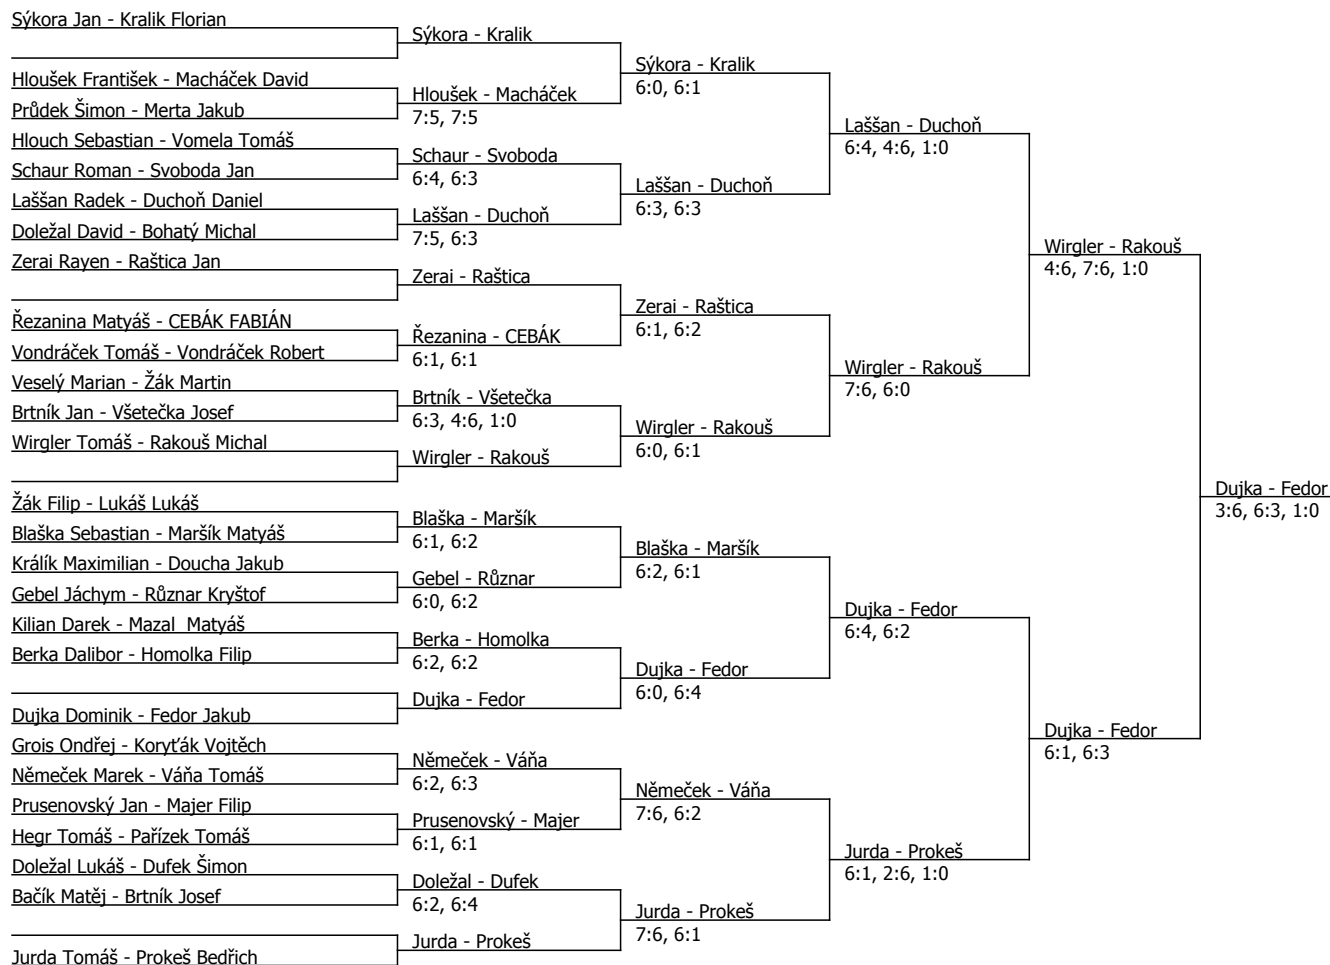 Sýkora Jan - Kralik Florian
Hloušek František - Macháček David
Průdek Šimon - Merta Jakub
Hlouch Sebastian - Vomela Tomáš
Schaur Roman - Svoboda Jan
Laššan Radek - Duchoň Daniel
Doležal David - Bohatý Michal
Zerai Rayen - Raštica Jan
Řezanina Matyáš - CEBÁK FABIÁN
Vondráček Tomáš - Vondráček Robert
Veselý Marian - Žák Martin
Brtník Jan - Všetečka Josef
Wirgler Tomáš - Rakouš Michal
Žák Filip - Lukáš Lukáš
Blaška Sebastian - Maršík Matyáš
Králík Maximilian - Doucha Jakub
Gebel Jáchym - Různar Kryštof
Kilian Darek - Mazal  Matyáš
Berka Dalibor - Homolka Filip
Dujka Dominik - Fedor Jakub
Grois Ondřej - Koryťák Vojtěch
Němeček Marek - Váňa Tomáš
Prusenovský Jan - Majer Filip
Hegr Tomáš - Pařízek Tomáš
Doležal Lukáš - Dufek Šimon
Bačík Matěj - Brtník Josef
Jurda Tomáš - Prokeš Bedřich
Sýkora - Kralik
Hloušek - Macháček
7:5, 7:5
Schaur - Svoboda
6:4, 6:3
Laššan - Duchoň
7:5, 6:3
Zerai - Raštica
Řezanina - CEBÁK
6:1, 6:1
Brtník - Všetečka
6:3, 4:6, 1:0
Wirgler - Rakouš
Blaška - Maršík
6:1, 6:2
Gebel - Různar
6:0, 6:2
Berka - Homolka
6:2, 6:2
Dujka - Fedor
Němeček - Váňa
6:2, 6:3
Prusenovský - Majer
6:1, 6:1
Doležal - Dufek
6:2, 6:4
Jurda - Prokeš
Sýkora - Kralik
6:0, 6:1
Laššan - Duchoň
6:3, 6:3
Zerai - Raštica
6:1, 6:2
Wirgler - Rakouš
6:0, 6:1
Blaška - Maršík
6:2, 6:1
Dujka - Fedor
6:0, 6:4
Němeček - Váňa
7:6, 6:2
Jurda - Prokeš
7:6, 6:1
Laššan - Duchoň
6:4, 4:6, 1:0
Wirgler - Rakouš
7:6, 6:0
Dujka - Fedor
6:4, 6:2
Jurda - Prokeš
6:1, 2:6, 1:0
Wirgler - Rakouš
4:6, 7:6, 1:0
Dujka - Fedor
6:1, 6:3
Dujka - Fedor
3:6, 6:3, 1:0